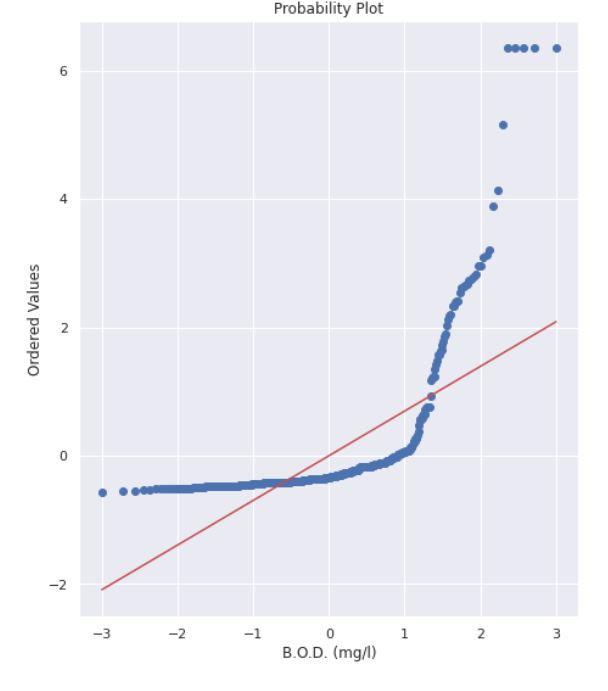 Probability Plot
6
4
2
0
−2
Ordered Values
−3 −2 −1 0 1 2 3
B.O.D. (mg/l)